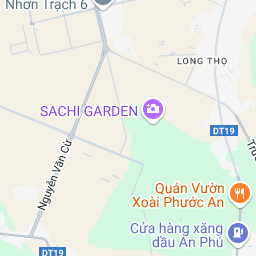 Nhơn Trạch 6
LONG THỌ
SACHI GARDEN
DT19
Nguyễn Văn Cừ
Quán Vườn
Xoài Phước An
Cửa hàng xăng
dầu An Phú
DT19